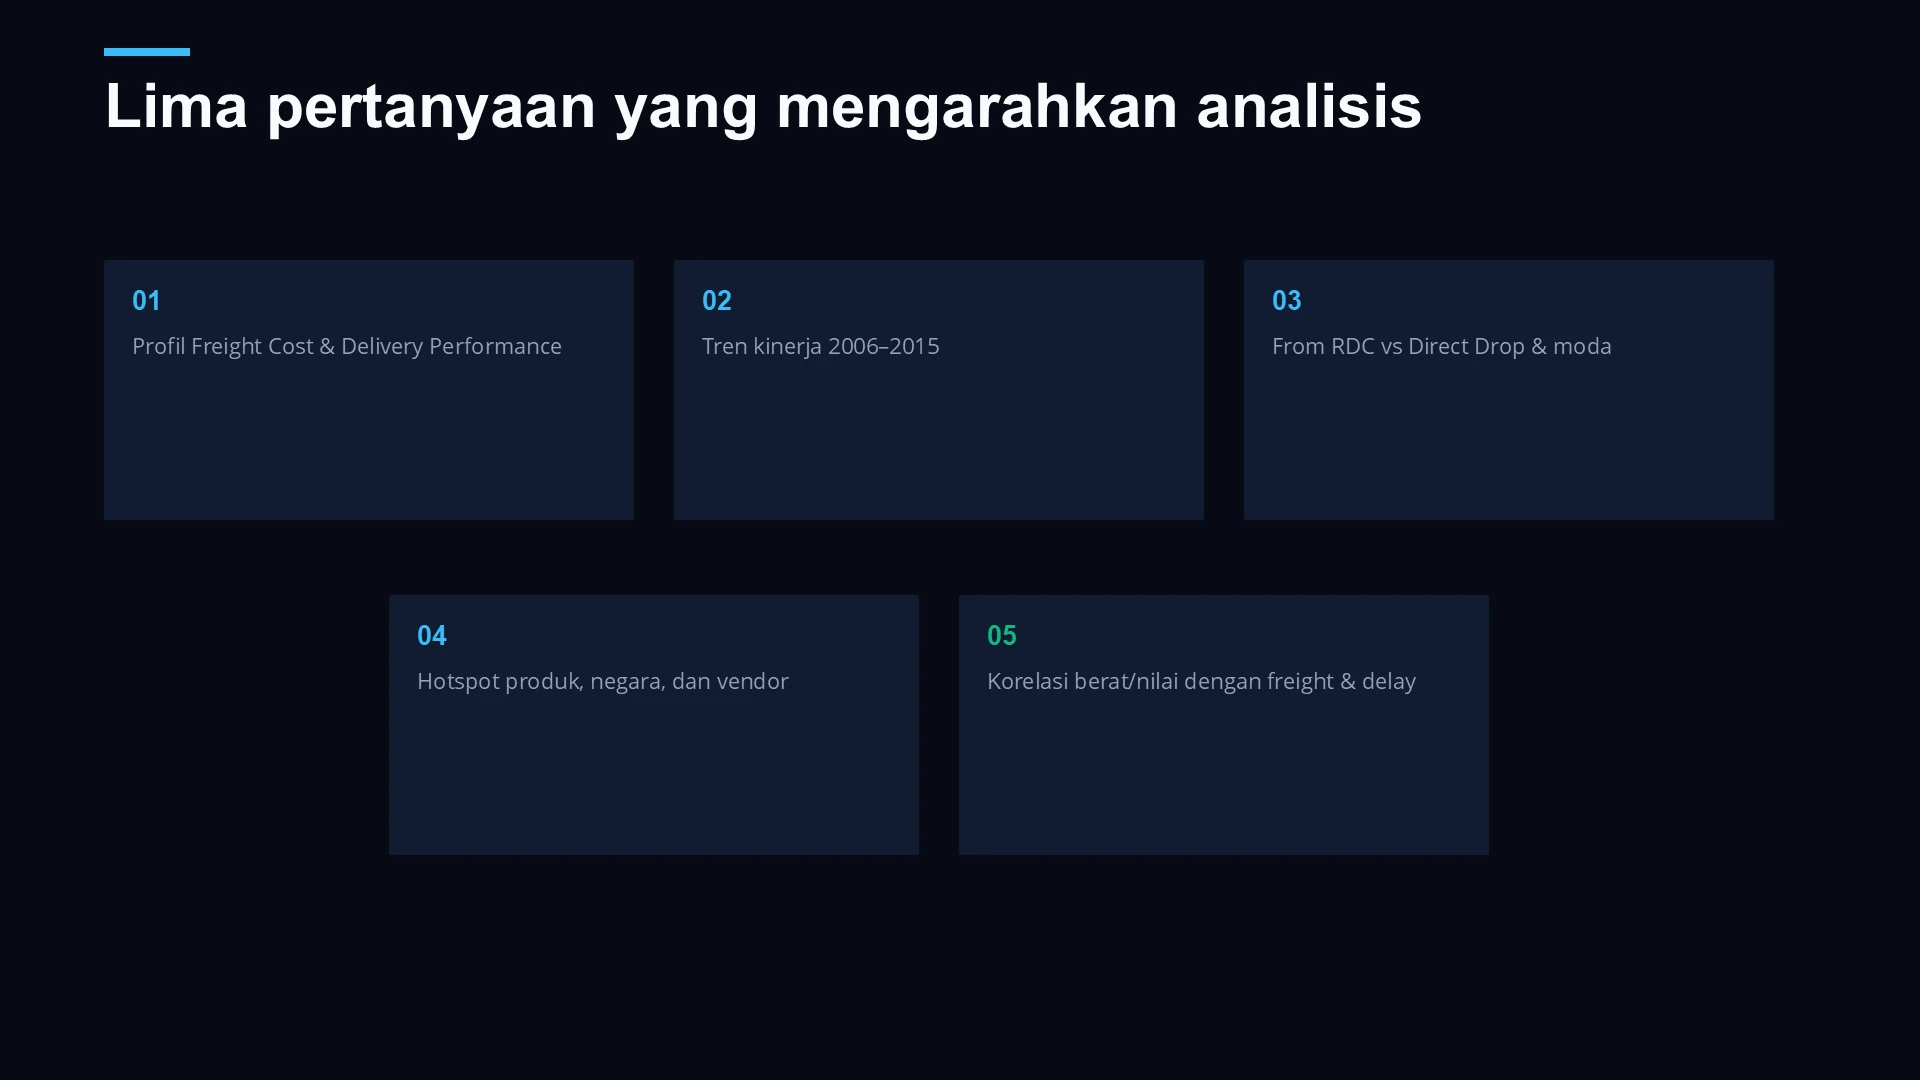 Lima pertanyaan yang mengarahkan analisis
01
Profil Freight Cost & Delivery Performance
02
Tren kinerja 2006–2015
03
From RDC vs Direct Drop & moda
04
Hotspot produk, negara, dan vendor
05
Korelasi berat/nilai dengan freight & delay